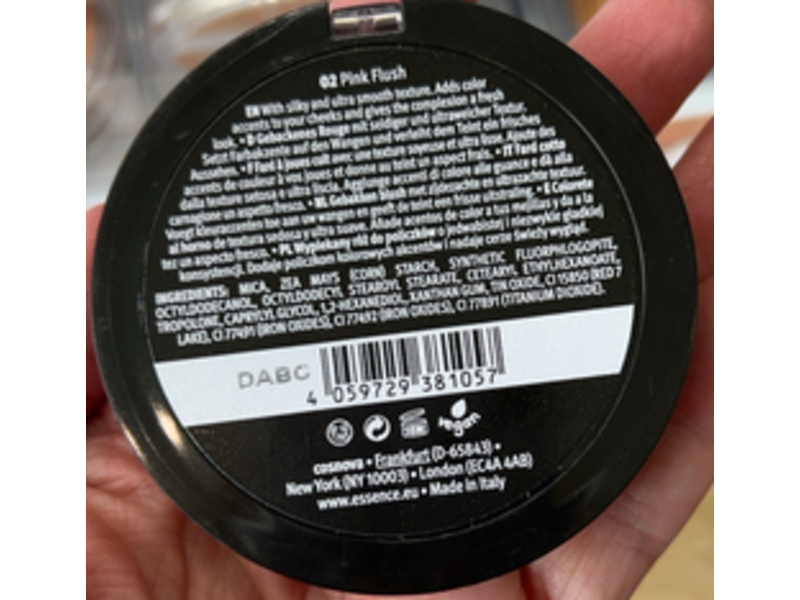 02 Pink Flush
EN With silky and ultra smooth texture. Adds color
accents to your cheeks and gives the complexion a fresh
look. • D Gebackenes Rouge mit seidiger und ultraweicher Textur.
Setzt Farbakzente auf den Wangen und verleiht dem Teint ein frisches
Aussehen. • F Fard à joues cuit avec une texture soyeuse et ultra lisse. Ajoute des
accents de couleur à vos joues et donne au teint un aspect frais. • IT Fard cotto
dalla texture setosa e ultra liscia. Aggiungi accenti di colore alle guance e dà alla
carnagione un aspetto fresco. • NL Gebakken blush met zijdezachte en ultrazachte textuur.
Voegt kleuraccenten toe aan uw wangen en geeft de teint een frisse uitstraling. • E Colorete
al horno de textura sedosa y ultra suave. Añade acentos de color a tus mejillas y da a la
tez un aspecto fresco. • PL Wypiekany róż do policzków o jedwabistej i niezwykle gładkiej
konsystencji. Dodaje policzkom kolorowych akcentów i nadaje cerze świeży wygląd.
INGREDIENTS: MICA, ZEA MAYS (CORN) STARCH, SYNTHETIC FLUORPHLOGOPITE,
OCTYLDODECANOL, OCTYLDODECYL STEAROYL STEARATE, CETEARYL ETHYLHEXANOATE,
TROPOLONE, CAPRYLYL GLYCOL, 1,2-HEXANEDIOL, XANTHAN GUM, TIN OXIDE, CI 15850 (RED 7
LAKE), CI 77491 (IRON OXIDES), CI 77492 (IRON OXIDES), CI 77891 (TITANIUM DIOXIDE).
DABC
4 059729 381057
vegan
cosnova • Frankfurt (D-65843) •
New York (NY 10003) • London (EC4A 4AB)
www.essence.eu • Made in Italy